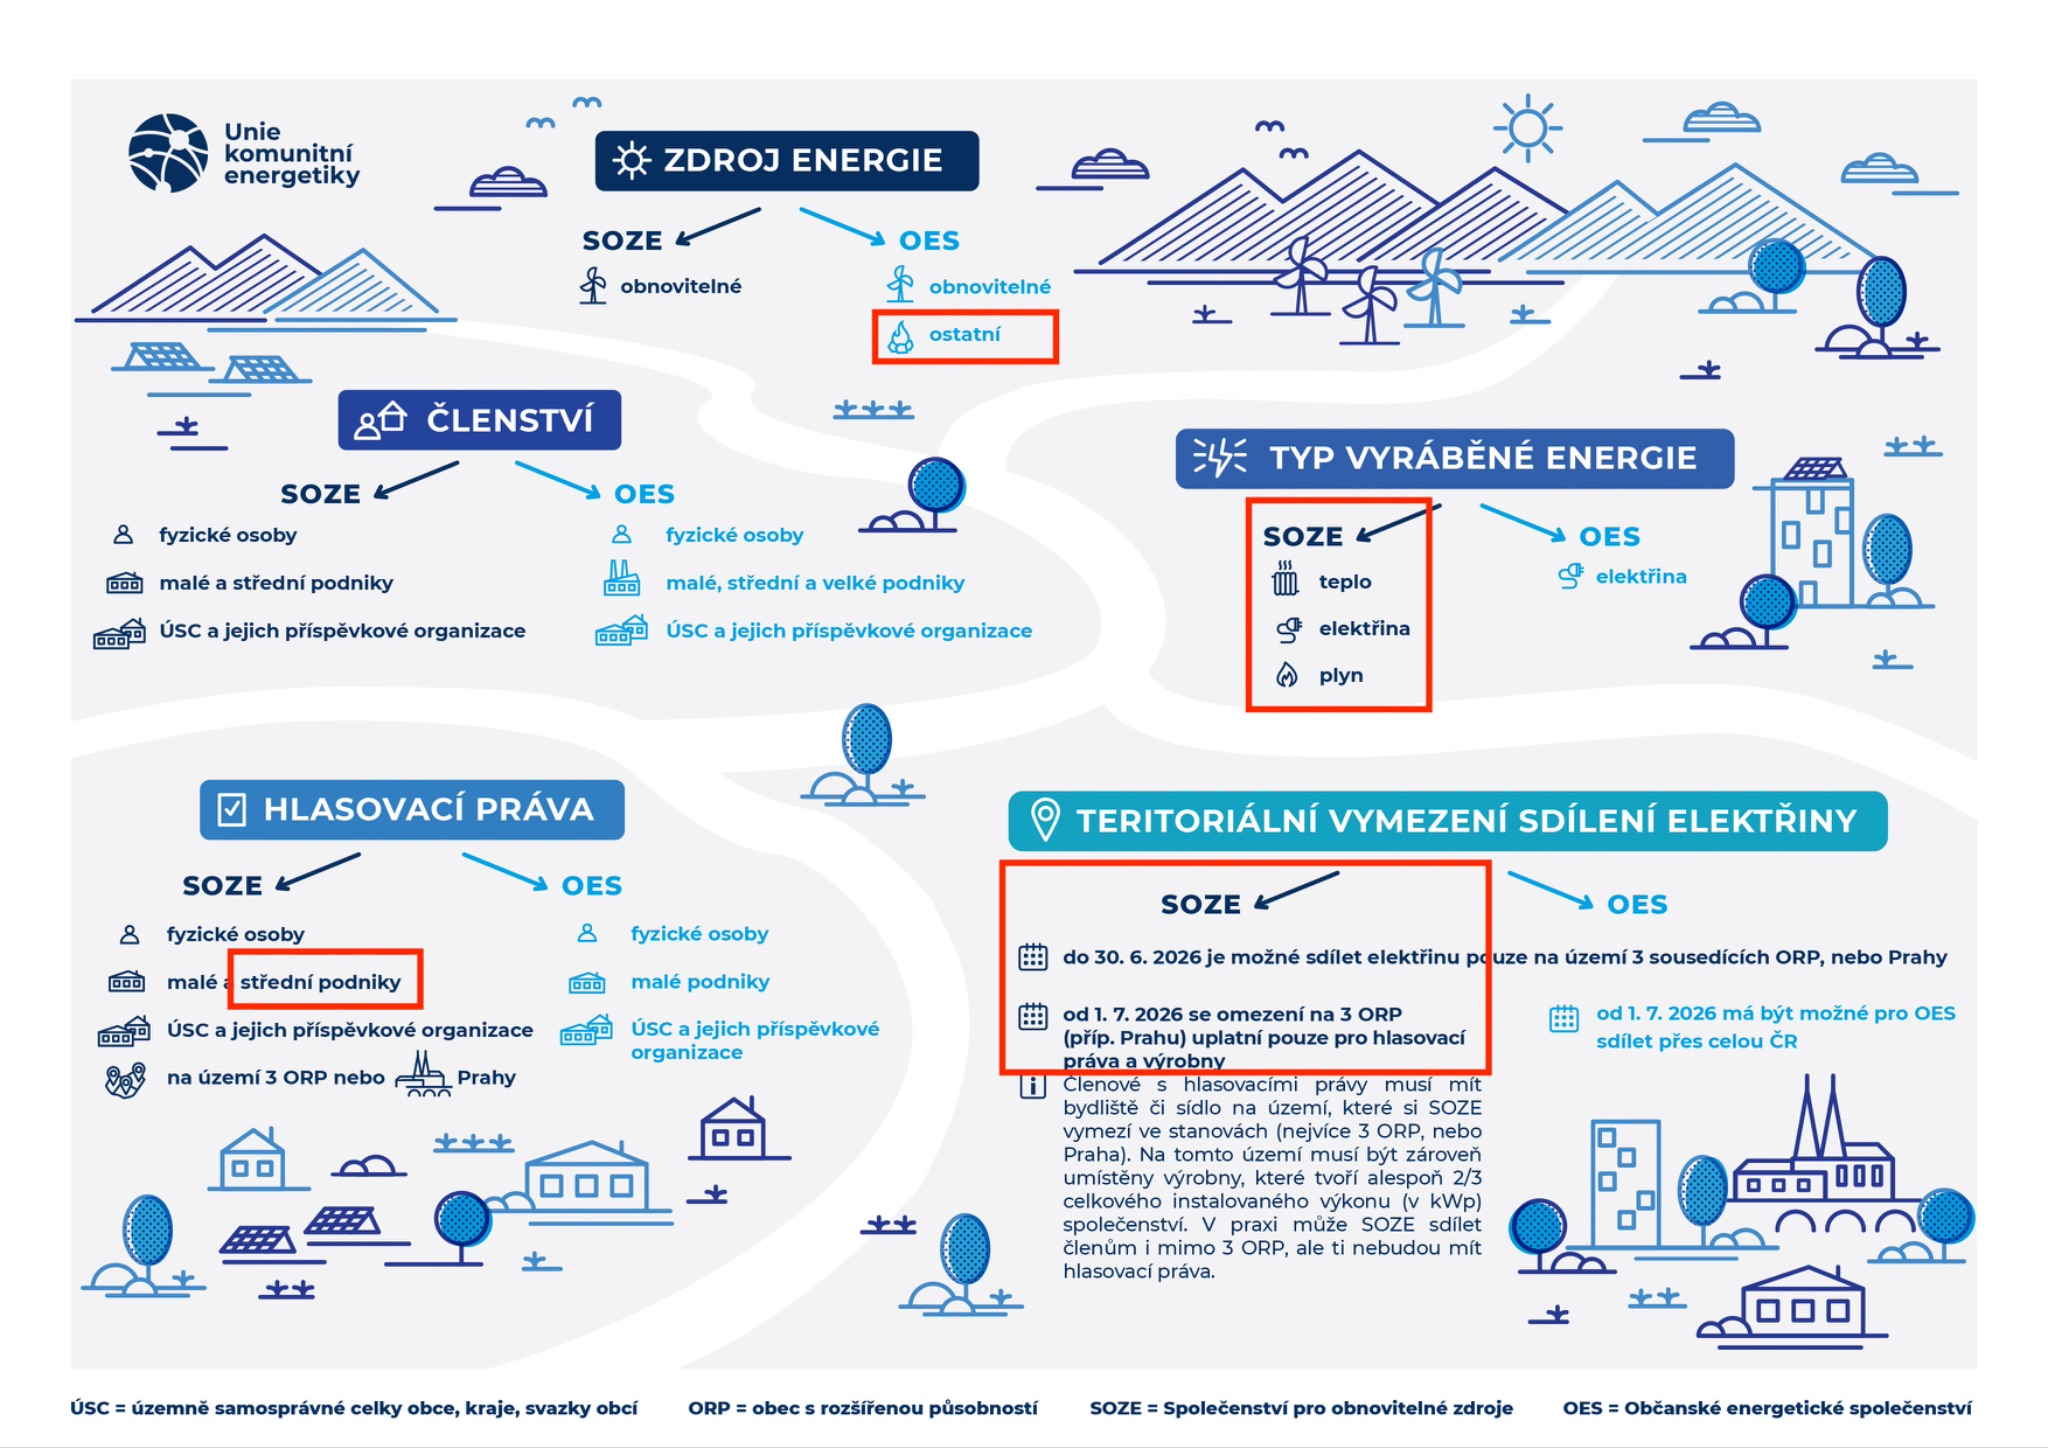 Unie
komunitní
energetiky
ZDROJ ENERGIE
SOZE
obnovitelné
OES
obnovitelné
ostatní
ČLENSTVÍ
SOZE
fyzické osoby
malé a střední podniky
ÚSC a jejich příspěvkové organizace
OES
fyzické osoby
malé, střední a velké podniky
ÚSC a jejich příspěvkové organizace
TYP VYRÁBĚNÉ ENERGIE
SOZE
teplo
elektřina
plyn
OES
elektřina
HLASOVACÍ PRÁVA
SOZE
fyzické osoby
malé a střední podniky
ÚSC a jejich příspěvkové organizace
na území 3 ORP nebo Prahy
OES
fyzické osoby
malé podniky
ÚSC a jejich příspěvkové
organizace
TERITORIÁLNÍ VYMEZENÍ SDÍLENÍ ELEKTŘINY
SOZE
OES
do 30. 6. 2026 je možné sdílet elektřinu pouze na území 3 sousedících ORP, nebo Prahy
od 1. 7. 2026 se omezení na 3 ORP
(příp. Prahu) uplatní pouze pro hlasovací
práva a výrobny
Členové s hlasovacími právy musí mít
bydliště či sídlo na území, které si SOZE
vymezí ve stanovách (nejvíce 3 ORP, nebo
Praha). Na tomto území musí být zároveň
umístěny výrobny, které tvoří alespoň 2/3
celkového instalovaného výkonu (v kWp)
společenství. V praxi může SOZE sdílet
členům i mimo 3 ORP, ale ti nebudou mít
hlasovací práva.
od 1. 7. 2026 má být možné pro OES
sdílet přes celou ČR
ÚSC = územně samosprávné celky obce, kraje, svazky obcí
ORP = obec s rozšířenou působností
SOZE = Společenství pro obnovitelné zdroje
OES = Občanské energetické společenství